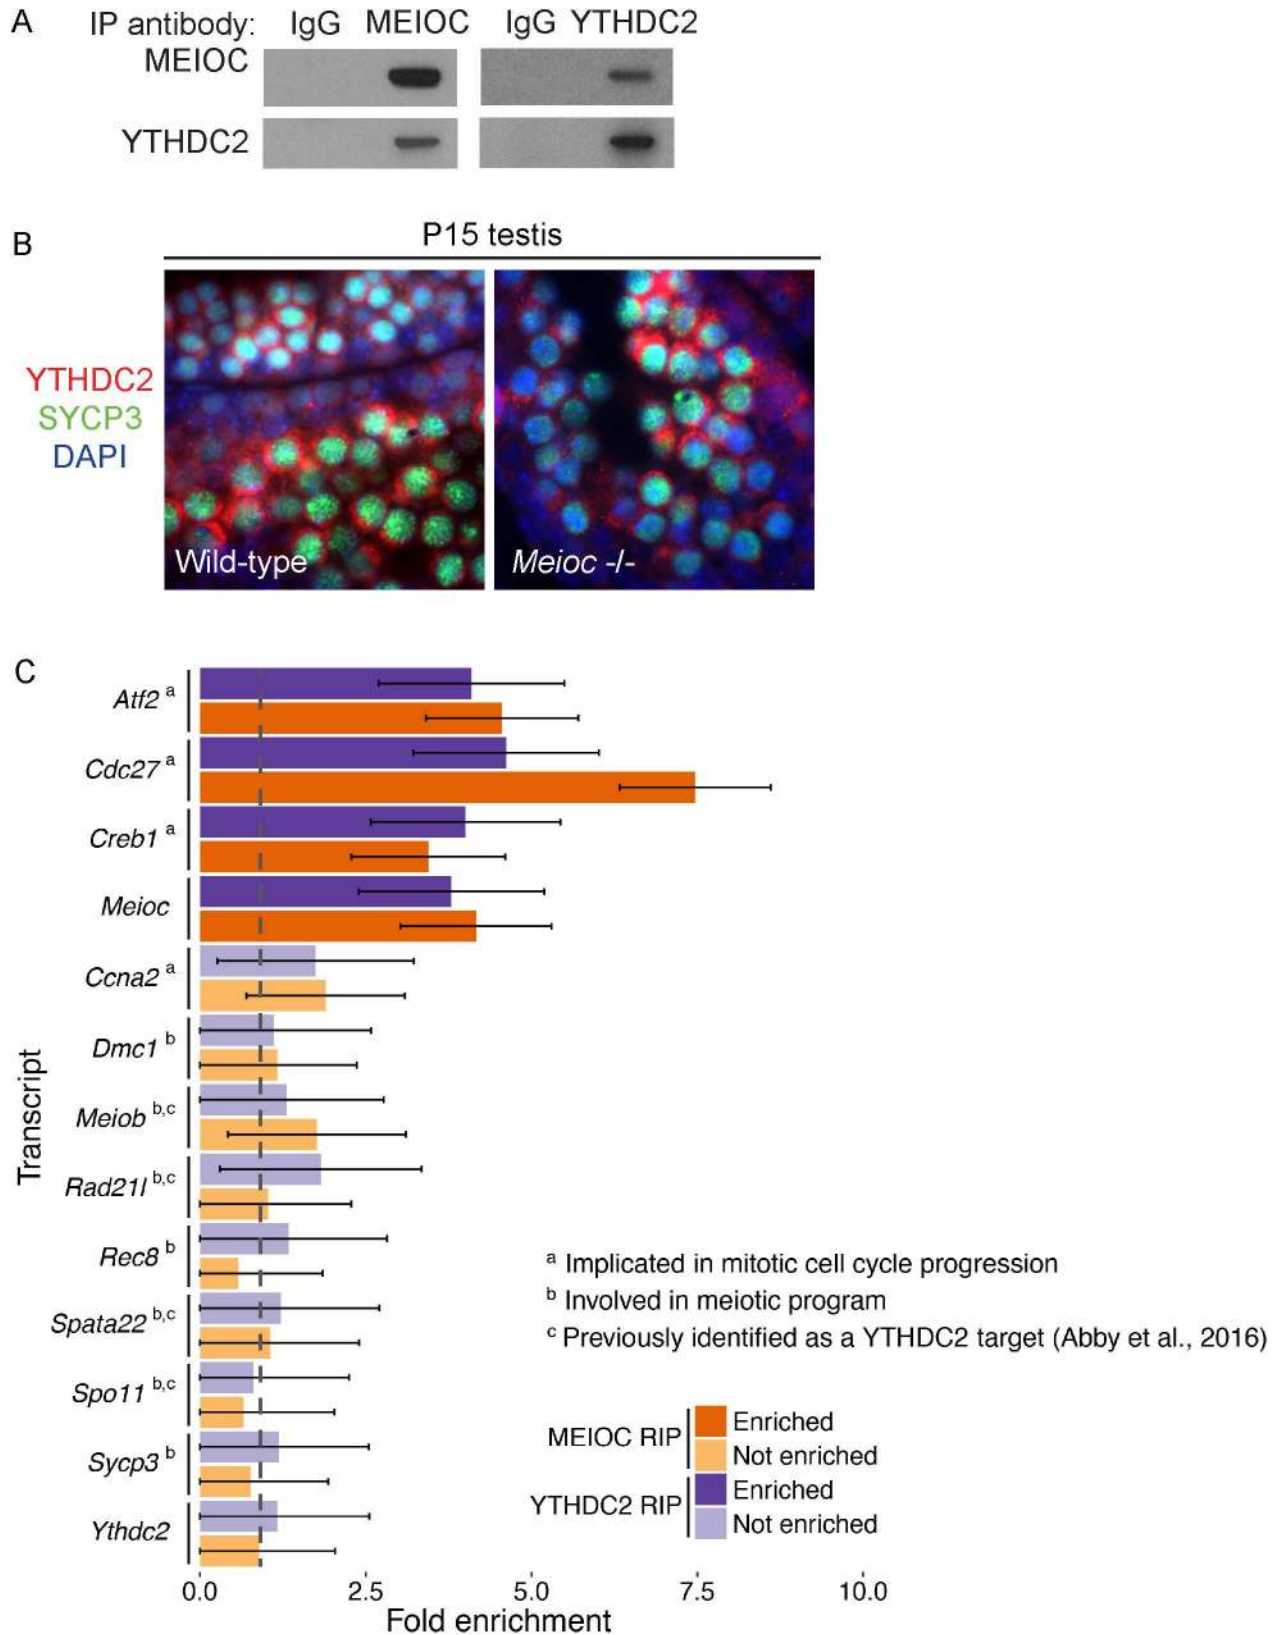 A
IP antibody: IgG MEIOC IgG YTHDC2
MEIOC
YTHDC2
B
P15 testis
YTHDC2
SYCP3
DAPI
Wild-type
Meioc -/-
C
Atf2 a
Cdc27 a
Creb1 a
Meioc
Ccna2 a
Dmc1 b
Meiob b,c
Rad21l b,c
Rec8 b
Spata22 b,c
Spo11 b,c
Sycp3 b
Ythdc2
Transcript
a Implicated in mitotic cell cycle progression
b Involved in meiotic program
c Previously identified as a YTHDC2 target (Abby et al., 2016)
MEIOC RIP
Enriched
Not enriched
YTHDC2 RIP
Enriched
Not enriched
0.0 2.5 5.0 7.5 10.0
Fold enrichment